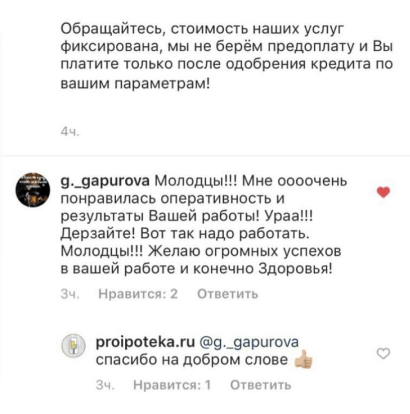 Обращайтесь, стоимость наших услуг
фиксирована, мы не берём предоплату и Вы
платите только после одобрения кредита по
вашим параметрам!
4ч.
g._gapurova Молодцы!!! Мне оооочень
понравилась оперативность и
результаты Вашей работы! Ураа!!!
Дерзайте! Вот так надо работать.
Молодцы!!! Желаю огромных успехов
в вашей работе и конечно Здоровья!
3ч. Нравится: 2 Ответить
proipoteka.ru @g._gapurova
спасибо на добром слове 👍🏼
3ч. Нравится: 1 Ответить